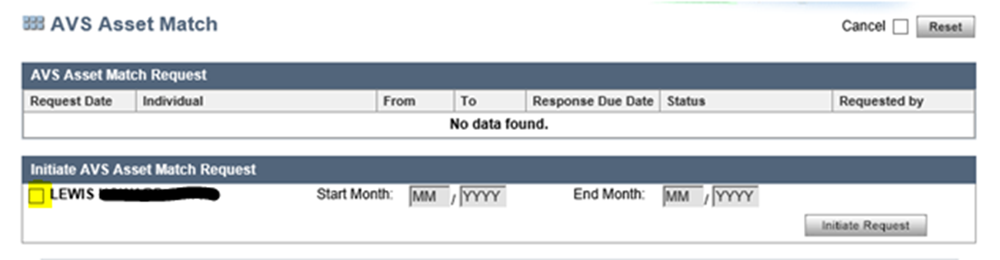 AVS Asset Match
Cancel Reset
AVS Asset Match Request
Request Date Individual From To Response Due Date Status Requested by
No data found.
Initiate AVS Asset Match Request
LEWIS Start Month: MM / YYYY End Month: MM / YYYY
Initiate Request